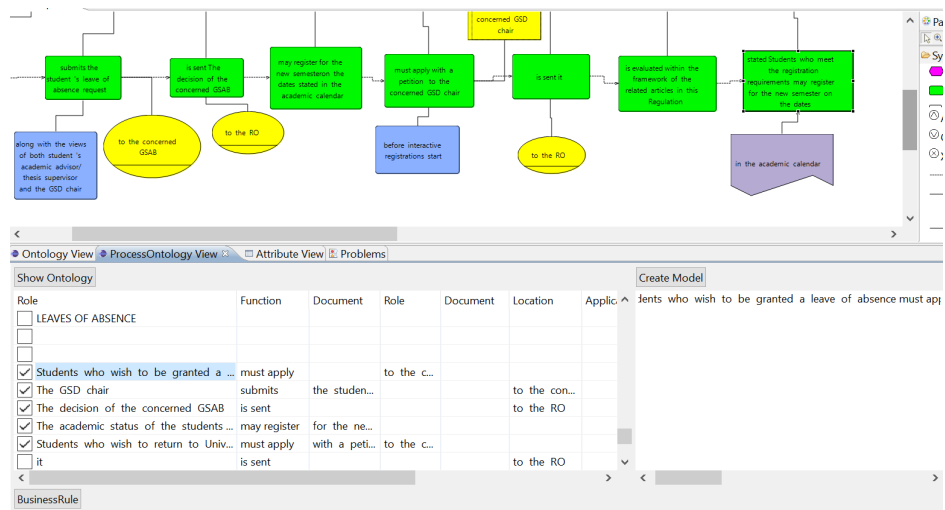 concerned GSD
chair
submits the
student 's leave of
absence request
is sent The
decision of the
concerned GSAB
may register for the
new semesteron the
dates stated in the
academic calendar
must apply with a
petition to the
concerned GSD chair
is sent it
is evaluated within the
framework of the
related articles in this
Regulation
stated Students who meet
the registration
requirements may register
for the new semester on
the dates
along with the views
of both student 's
academic advisor/
thesis supervisor
and the GSD chair
to the concerned
GSAB
to the RO
before interactive
registrations start
to the RO
in the academic calendar
Pa
Sy
Ontology View ProcessOntology View Attribute View Problems
Show Ontology Create Model
Role Function Document Role Document Location Applica
dents who wish to be granted a leave of absence must app
LEAVES OF ABSENCE
Students who wish to be granted a ... must apply to the c...
The GSD chair submits the studen... to the con...
The decision of the concerned GSAB is sent to the RO
The academic status of the students ... may register for the ne...
Students who wish to return to Univ... must apply with a peti... to the c...
it is sent to the RO
BusinessRule